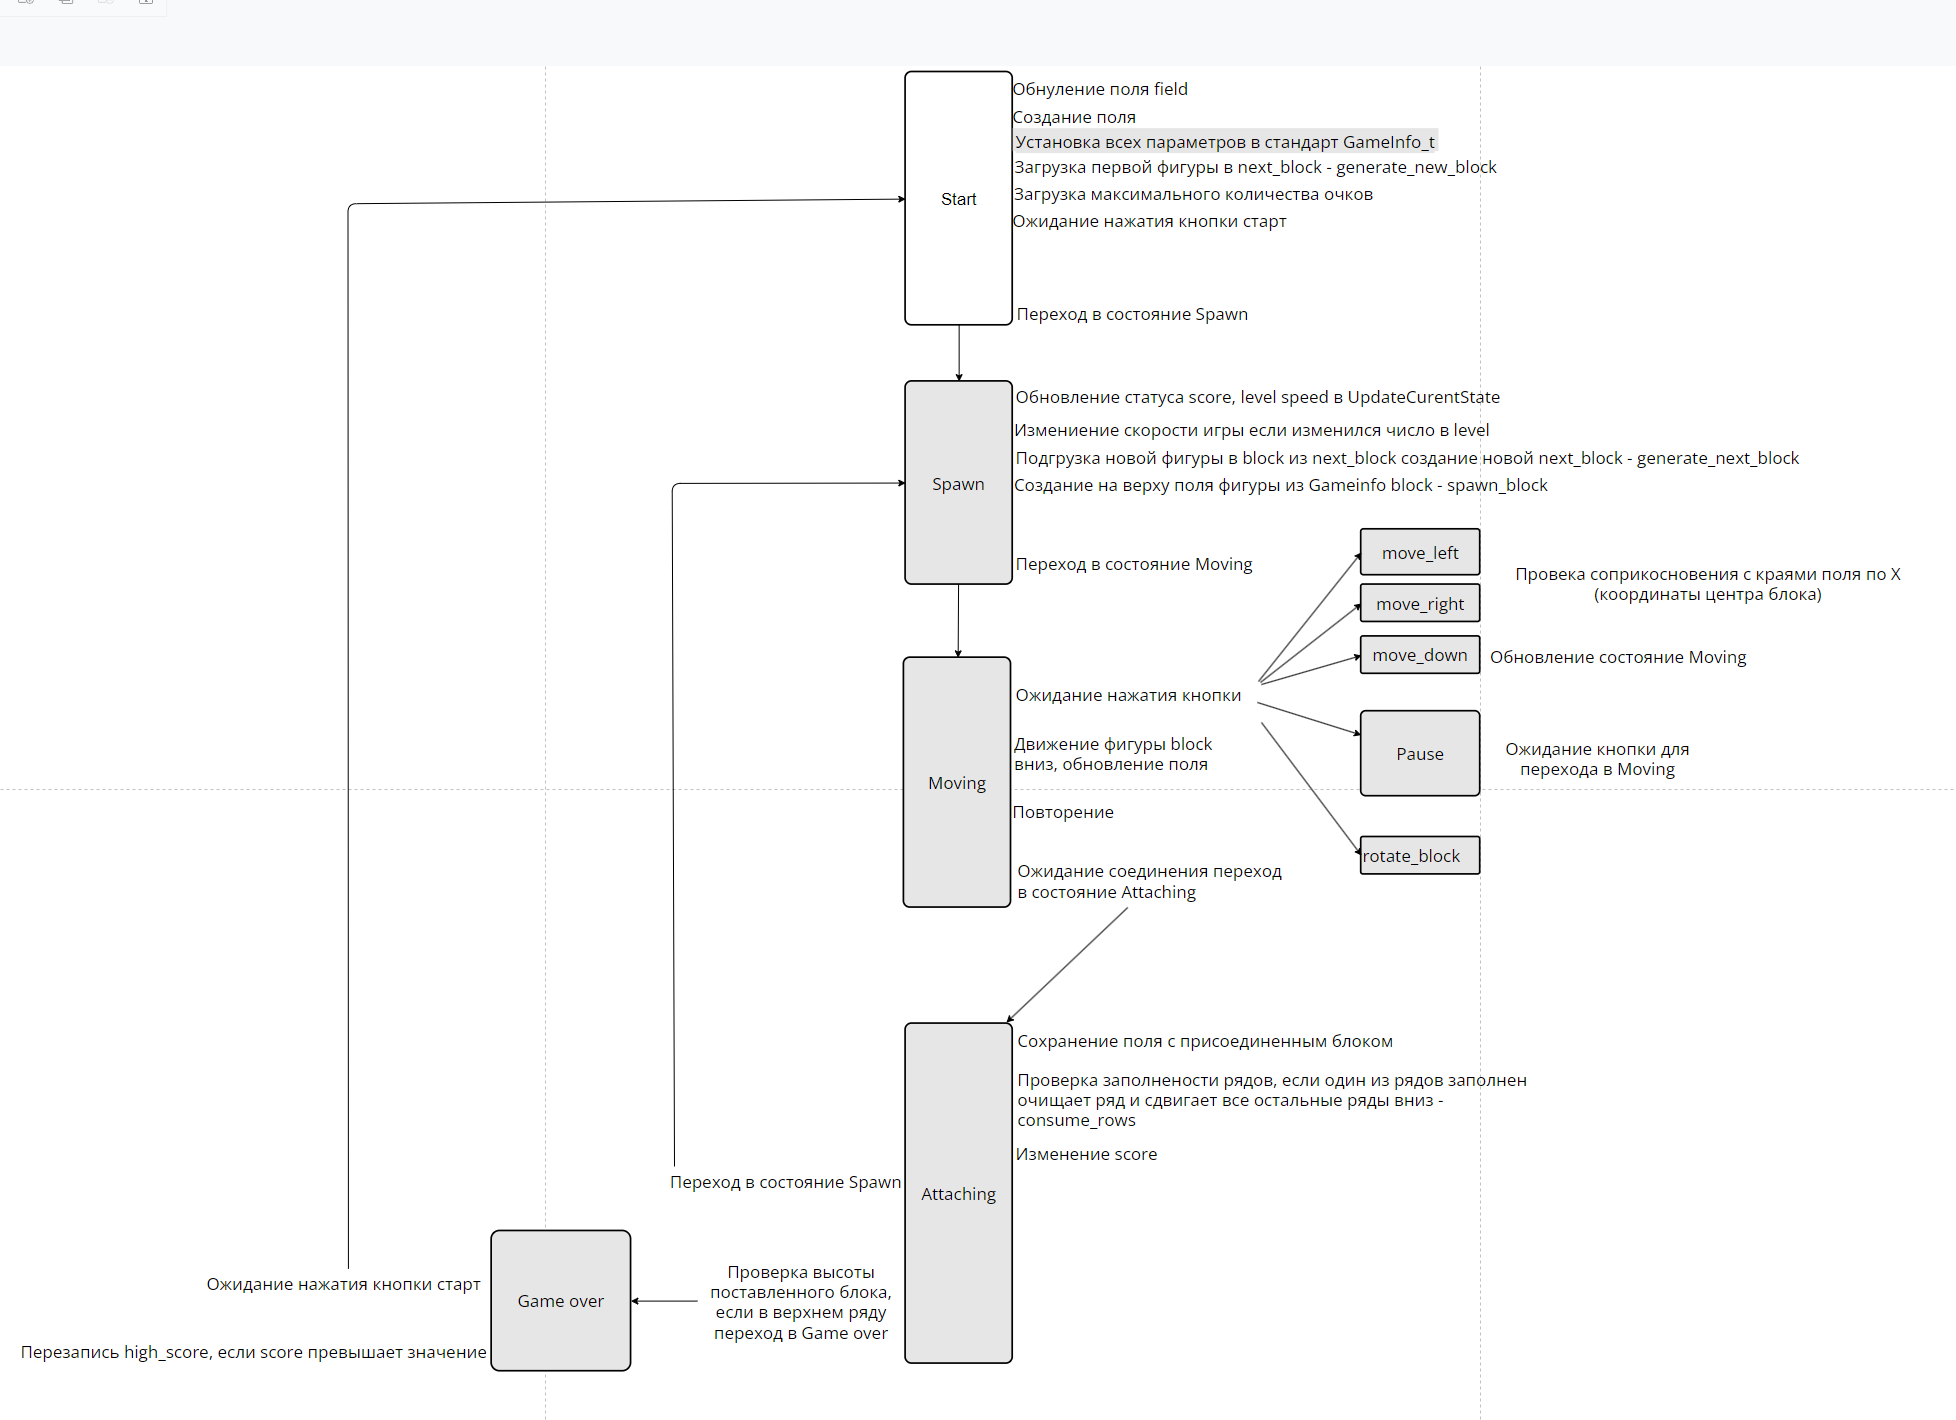 Обнуление поля field
Создание поля
Установка всех параметров в стандарт GameInfo_t
Загрузка первой фигуры в next_block - generate_new_block
Загрузка максимального количества очков
Start
Ожидание нажатия кнопки старт
Переход в состояние Spawn
Обновление статуса score, level speed в UpdateCurentState
Измениение скорости игры если изменился число в level
Подгрузка новой фигуры в block из next_block создание новой next_block - generate_next_block
Spawn
Создание на верху поля фигуры из Gameinfo block - spawn_block
Переход в состояние Moving
move_left
Провека соприкосновения с краями поля по X
(координаты центра блока)
move_right
move_down
Обновление состояние Moving
Ожидание нажатия кнопки
Движение фигуры block
вниз, обновление поля
Pause
Ожидание кнопки для
перехода в Moving
Moving
Повторение
rotate_block
Ожидание соединения переход
в состояние Attaching
Сохранение поля с присоединенным блоком
Проверка заполнености рядов, если один из рядов заполнен
очищает ряд и сдвигает все остальные ряды вниз -
consume_rows
Изменение score
Переход в состояние Spawn
Attaching
Проверка высоты
поставленного блока,
если в верхнем ряду
переход в Game over
Game over
Ожидание нажатия кнопки старт
Перезапись high_score, если score превышает значение